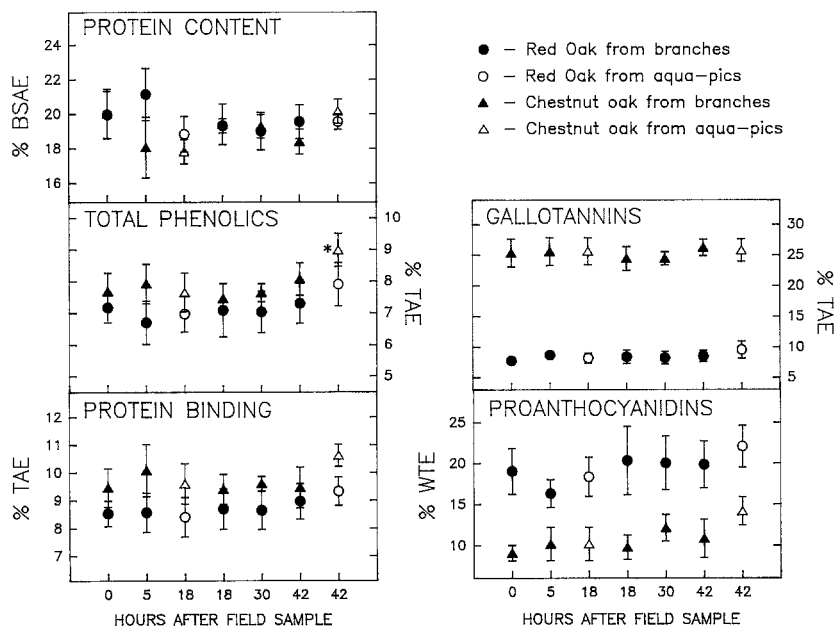 PROTEIN CONTENT
24
22
20
18
16
% BSAE
● – Red Oak from branches
○ – Red Oak from aqua-pics
▲ – Chestnut oak from branches
△ – Chestnut oak from aqua-pics
TOTAL PHENOLICS
10
9
8
7
6
5
% TAE
*
GALLOTANNINS
30
25
20
15
10
5
% TAE
PROTEIN BINDING
12
11
10
9
8
7
% TAE
PROANTHOCYANIDINS
25
20
15
10
% WTE
0 5 18 18 30 42 42
HOURS AFTER FIELD SAMPLE
0 5 18 18 30 42 42
HOURS AFTER FIELD SAMPLE